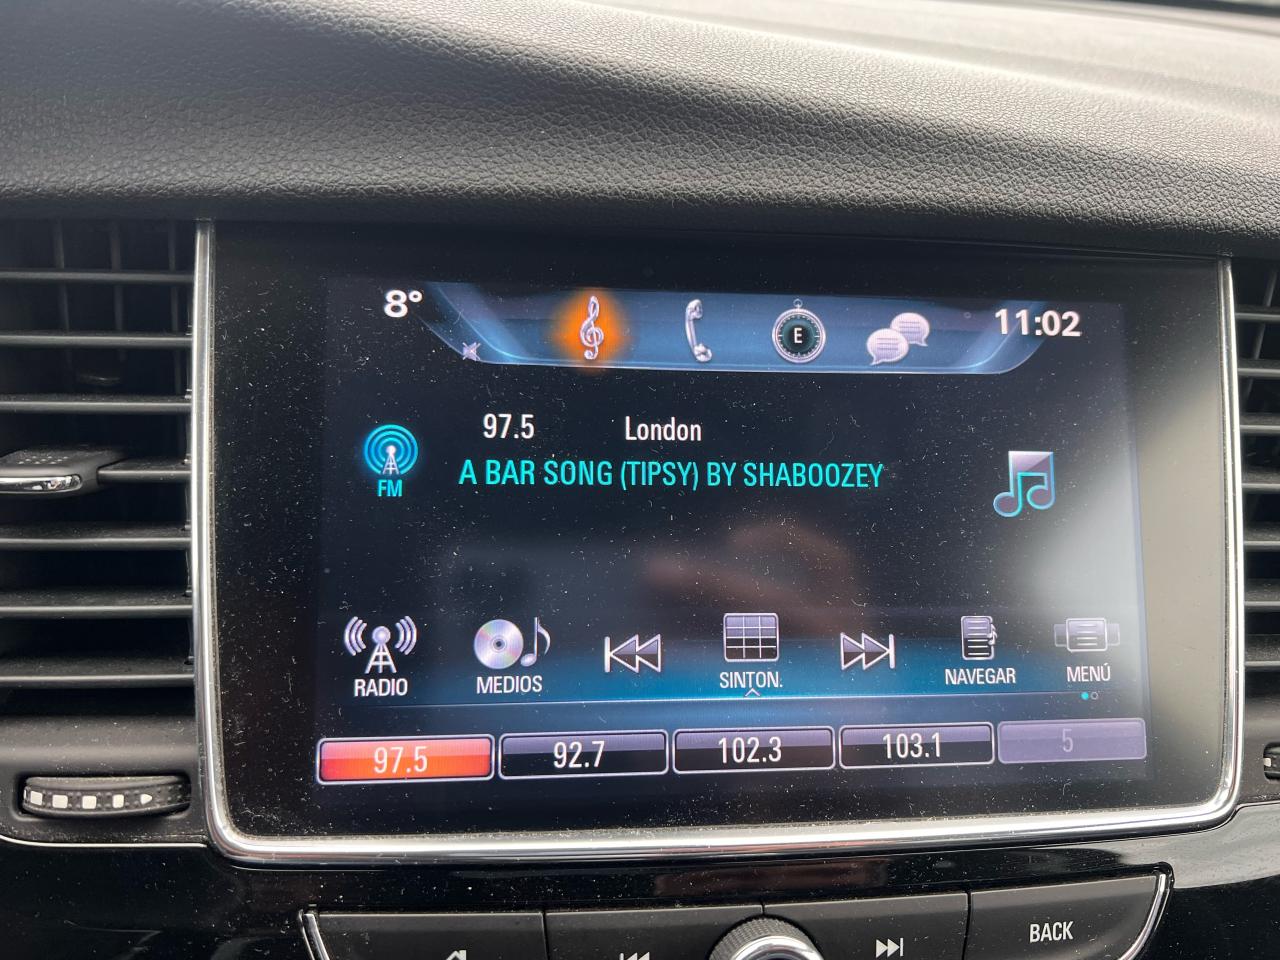 8°
E
11:02
97.5 London
FM
A BAR SONG (TIPSY) BY SHABOOZEY
RADIO
MEDIOS
SINTON.
NAVEGAR
MENÚ
97.5
92.7
102.3
103.1
5
BACK